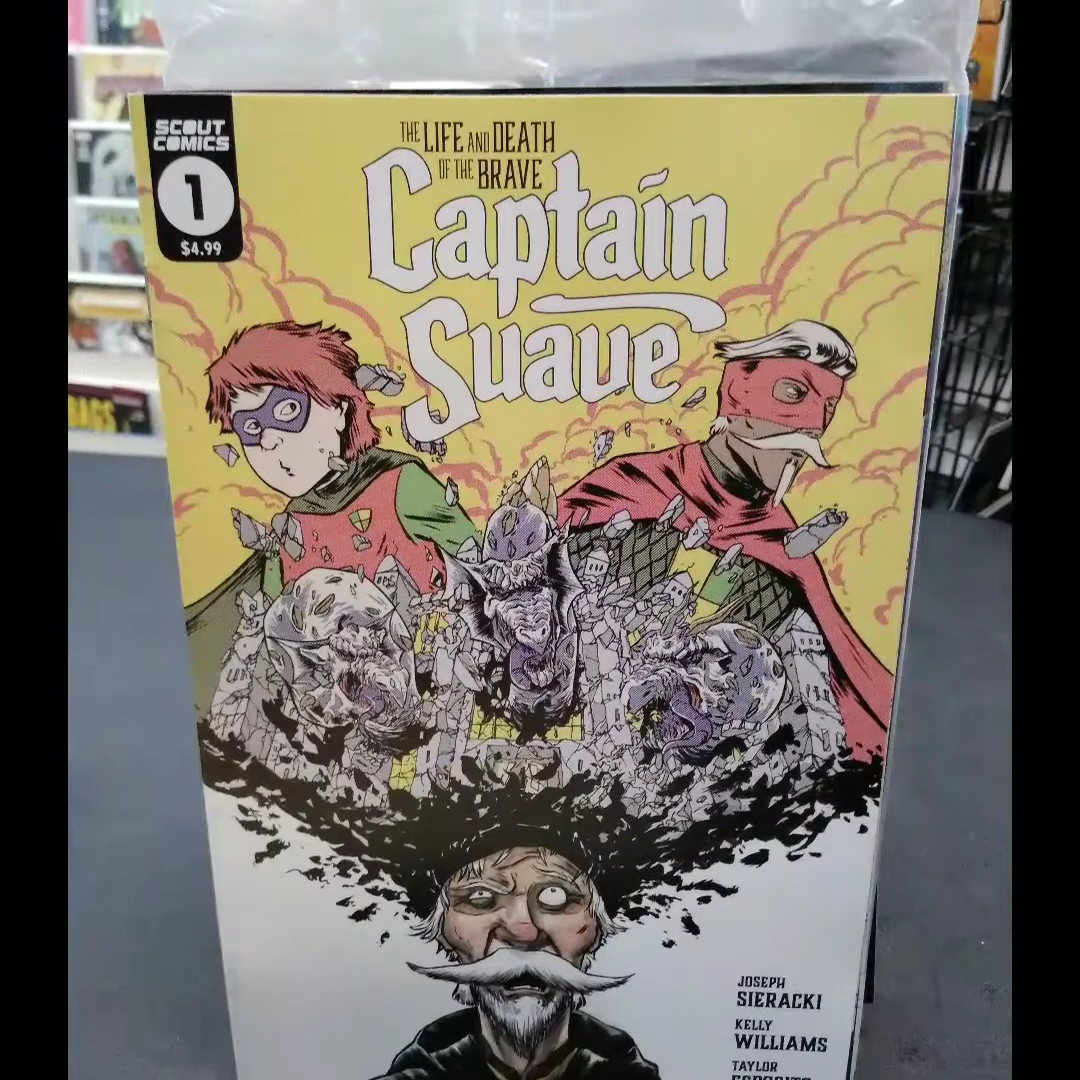 SCOUT
COMICS
1
$4.99
THE LIFE AND DEATH
OF THE BRAVE
Captain
Suave
JOSEPH
SIERACKI
KELLY
WILLIAMS
TAYLOR